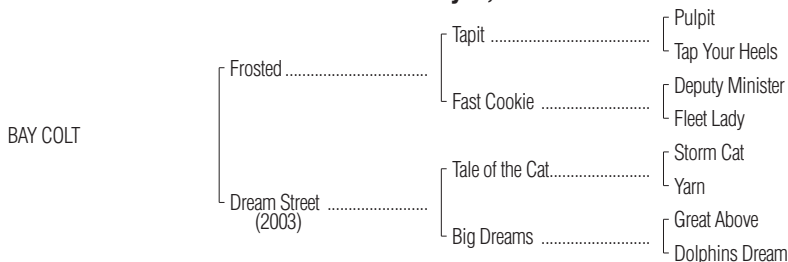 Pulpit
Tapit ........................................
Tap Your Heels
Frosted ...................................
Deputy Minister
Fast Cookie ...........................
Fleet Lady
BAY COLT
Storm Cat
Tale of the Cat.........................
Yarn
Dream Street .........................
(2003)
Great Above
Big Dreams ...........................
Dolphins Dream